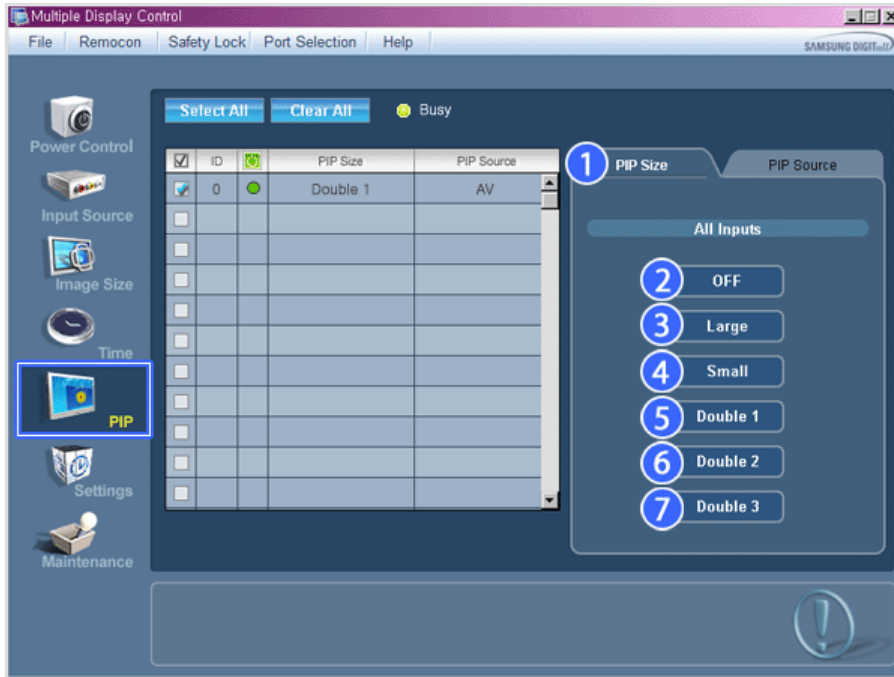 Multiple Display Control
File Remocon Safety Lock Port Selection Help
SAMSUNG DIGITall
Select All Clear All Busy
Power Control
Input Source
Image Size
Time
PIP
Settings
Maintenance
ID PIP Size PIP Source
0 Double 1 AV
1 PIP Size PIP Source
All Inputs
2 OFF
3 Large
4 Small
5 Double 1
6 Double 2
7 Double 3